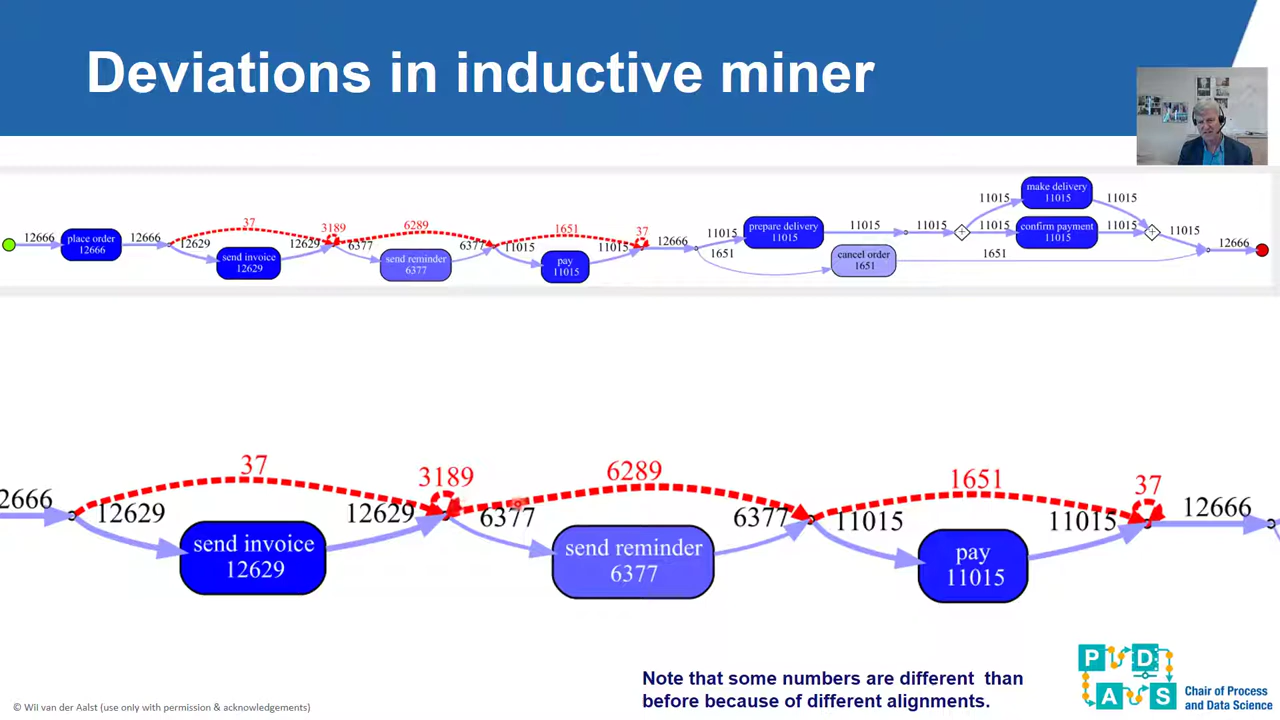 Deviations in inductive miner
37
3189
6289
1651
37
12666
place order
12666
12666
12629
send invoice
12629
12629
6377
send reminder
6377
6377
11015
pay
11015
11015
12666
11015
1651
prepare delivery
11015
cancel order
1651
11015
11015
11015
make delivery
11015
11015
11015
confirm payment
11015
11015
11015
1651
12666
37
3189
6289
1651
37
2666
12629
send invoice
12629
12629
6377
send reminder
6377
6377
11015
pay
11015
11015
12666
Note that some numbers are different than
before because of different alignments.
P D
A S
Chair of Process
and Data Science
© Wil van der Aalst (use only with permission & acknowledgements)